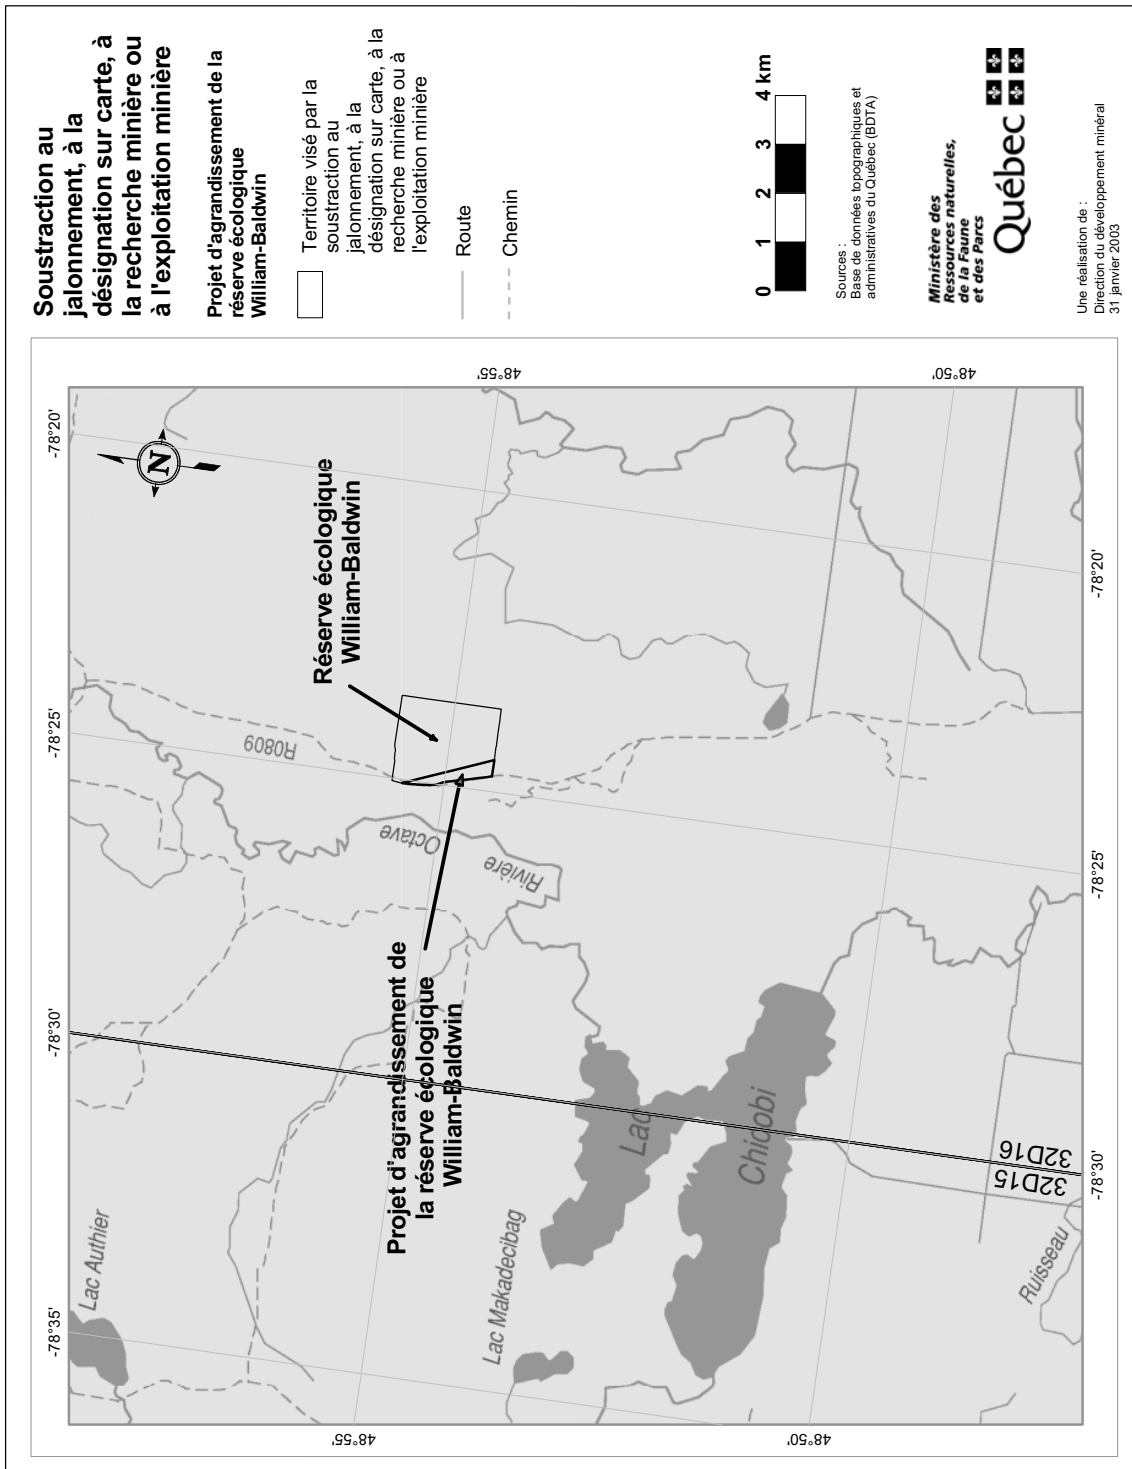 Soustraction au
jalonnement, à la
désignation sur carte, à
la recherche minière ou
à l'exploitation minière
Projet d'agrandissement de la
réserve écologique
William-Baldwin
Territoire visé par la
soustraction au
jalonnement, à la
désignation sur carte, à la
recherche minière ou à
l'exploitation minière
Route
Chemin
0 1 2 3 4 km
Sources :
Base de données topographiques et
administratives du Québec (BDTA)
Ministère des
Ressources naturelles,
de la Faune
et des Parcs
Québec
Une réalisation de :
Direction du développement minéral
31 janvier 2003
-78°35'
-78°30'
-78°25'
-78°20'
48°55'
48°50'
48°55'
48°50'
-78°30'
-78°25'
-78°20'
N
Lac Authier
R0809
Réserve écologique
William-Baldwin
Octave
Rivière
Projet d'agrandissement de
la réserve écologique
William-Baldwin
Lac Makadecibag
Lac
Chicobi
32D15
32D16
Ruisseau